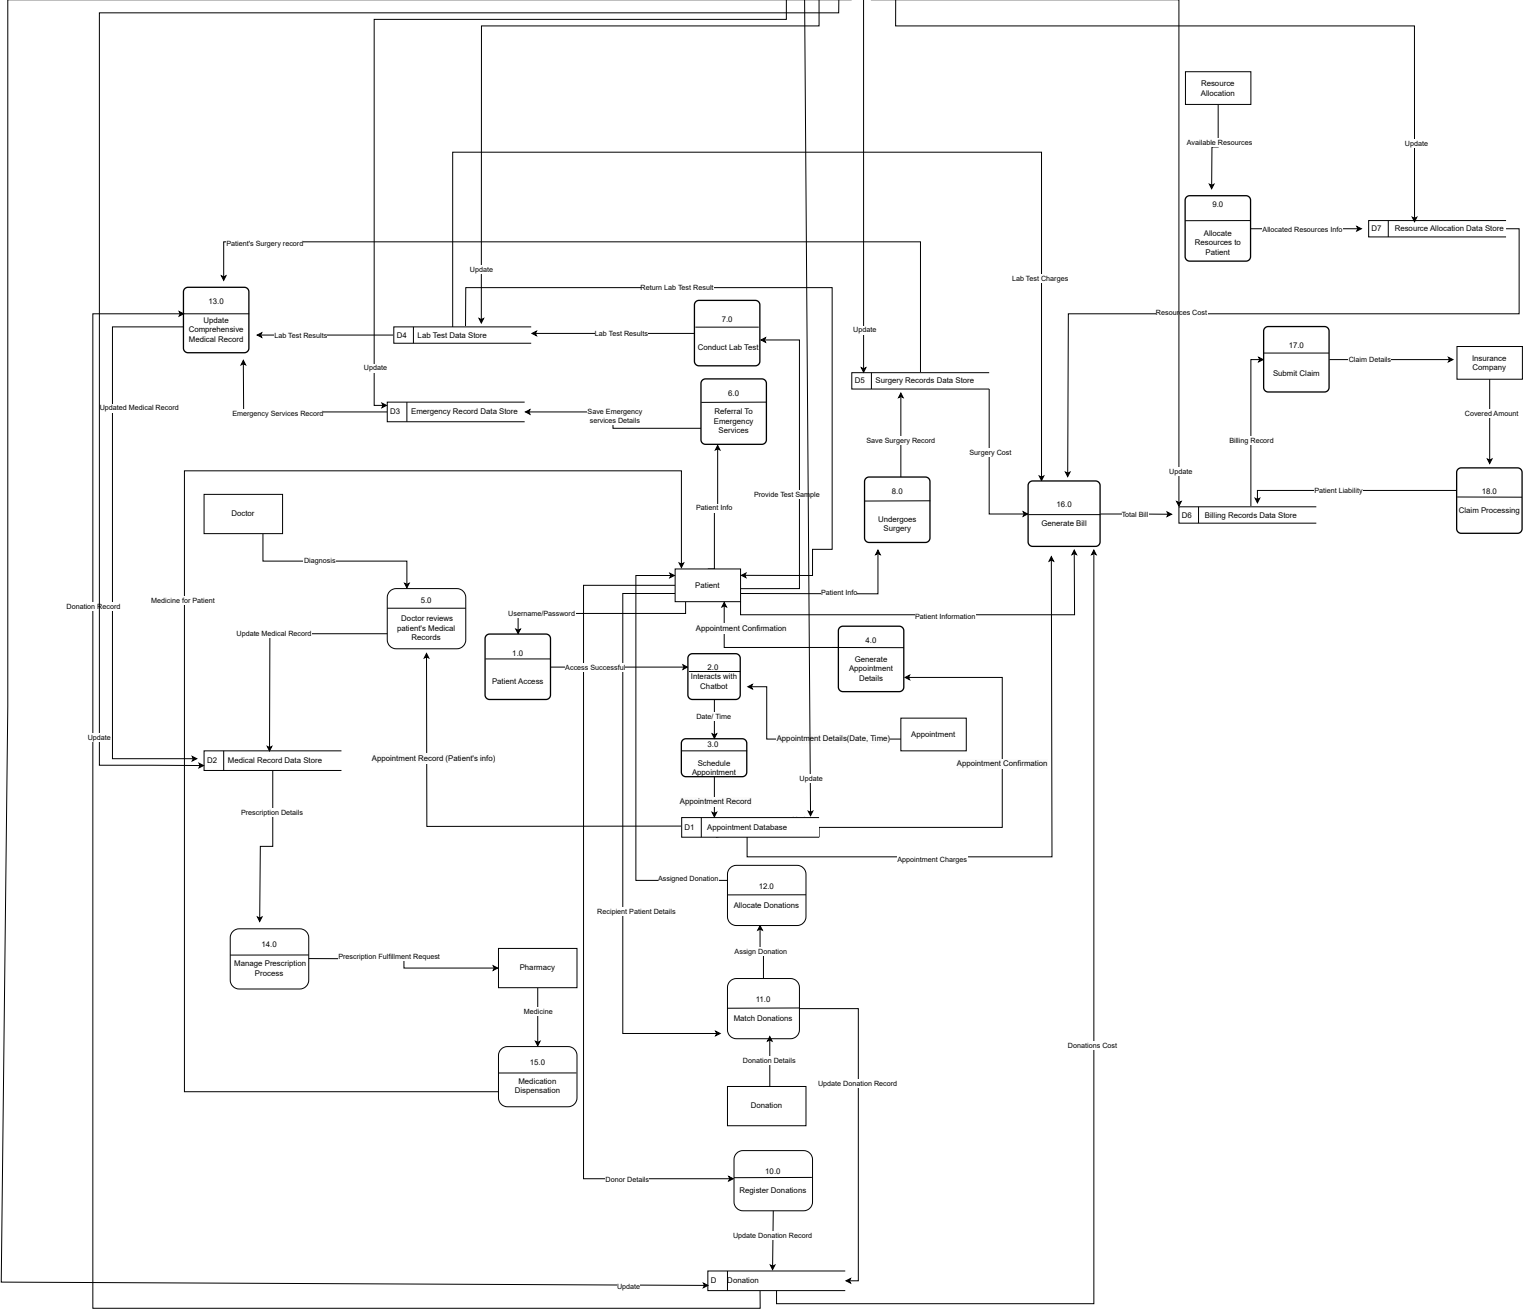 Resource
Allocation
Available Resources
Update
9.0
Allocate
Resources to
Patient
Allocated Resources Info
D7
Resource Allocation Data Store
Patient's Surgery record
Update
Lab Test Charges
Return Lab Test Result
13.0
Update
Comprehensive
Medical Record
Lab Test Results
D4
Lab Test Data Store
Lab Test Results
7.0
Conduct Lab Test
Update
Resources Cost
17.0
Submit Claim
Claim Details
Insurance
Company
Update
D5
Surgery Records Data Store
Updated Medical Record
Emergency Services Record
D3
Emergency Record Data Store
Save Emergency
services Details
6.0
Referral To
Emergency
Services
Covered Amount
Save Surgery Record
Surgery Cost
Billing Record
Update
Provide Test Sample
8.0
Undergoes
Surgery
16.0
Generate Bill
Total Bill
D6
Billing Records Data Store
Patient Liability
18.0
Claim Processing
Doctor
Patient Info
Diagnosis
Patient
Patient Info
Donation Record
Medicine for Patient
5.0
Doctor reviews
patient's Medical
Records
Username/Password
Patient Information
Update Medical Record
Appointment Confirmation
1.0
Patient Access
Access Successful
2.0
Interacts with
Chatbot
4.0
Generate
Appointment
Details
Date/ Time
Appointment Details(Date, Time)
Appointment
Update
3.0
Schedule
Appointment
D2
Medical Record Data Store
Appointment Record (Patient's info)
Appointment Confirmation
Update
Appointment Record
Prescription Details
D1
Appointment Database
Appointment Charges
Assigned Donation
12.0
Allocate Donations
Recipient Patient Details
14.0
Manage Prescription
Process
Prescription Fulfillment Request
Pharmacy
Assign Donation
Medicine
11.0
Match Donations
Donations Cost
15.0
Medication
Dispensation
Donation Details
Update Donation Record
Donation
10.0
Register Donations
Donor Details
Update Donation Record
Update
D
Donation